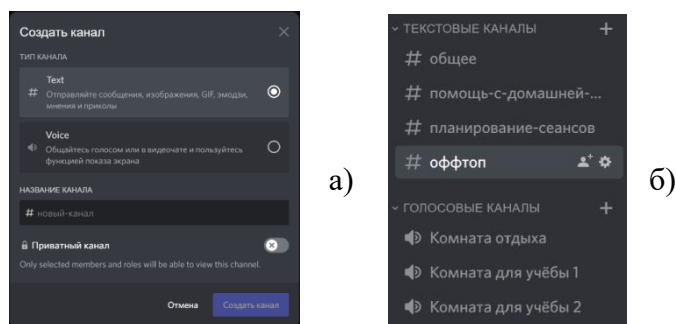 Создать канал
ТИП КАНАЛА
Text
Отправляйте сообщения, изображения, GIF, эмодзи,
мнения и приколы
Voice
Общайтесь голосом или в видеочате и пользуйтесь
функцией показа экрана
НАЗВАНИЕ КАНАЛА
# новый-канал
Приватный канал
Only selected members and roles will be able to view this channel.
Отмена
Создать канал
а)
ТЕКСТОВЫЕ КАНАЛЫ +
# общее
# помощь-с-домашней-...
# планирование-сеансов
# оффтоп
ГОЛОСОВЫЕ КАНАЛЫ +
Комната отдыха
Комната для учёбы 1
Комната для учёбы 2
б)